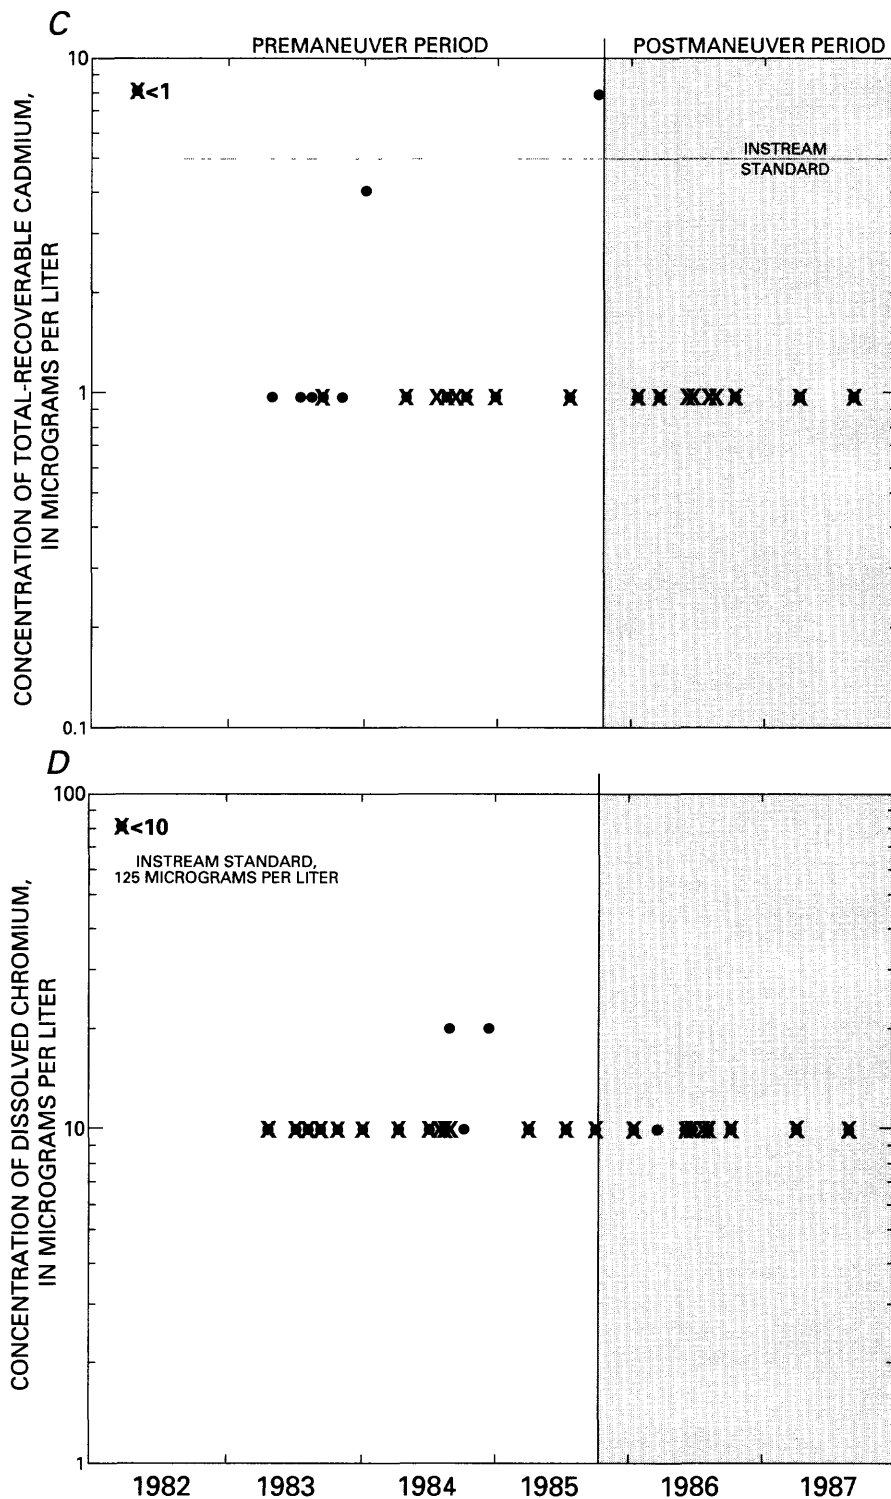 C
PREMANEUVER PERIOD
POSTMANEUVER PERIOD
CONCENTRATION OF TOTAL-RECOVERABLE CADMIUM,
IN MICROGRAMS PER LITER
10
1
0.1
<1
INSTREAM
STANDARD
D
CONCENTRATION OF DISSOLVED CHROMIUM,
IN MICROGRAMS PER LITER
100
10
1
<10
INSTREAM STANDARD,
125 MICROGRAMS PER LITER
1982 1983 1984 1985 1986 1987